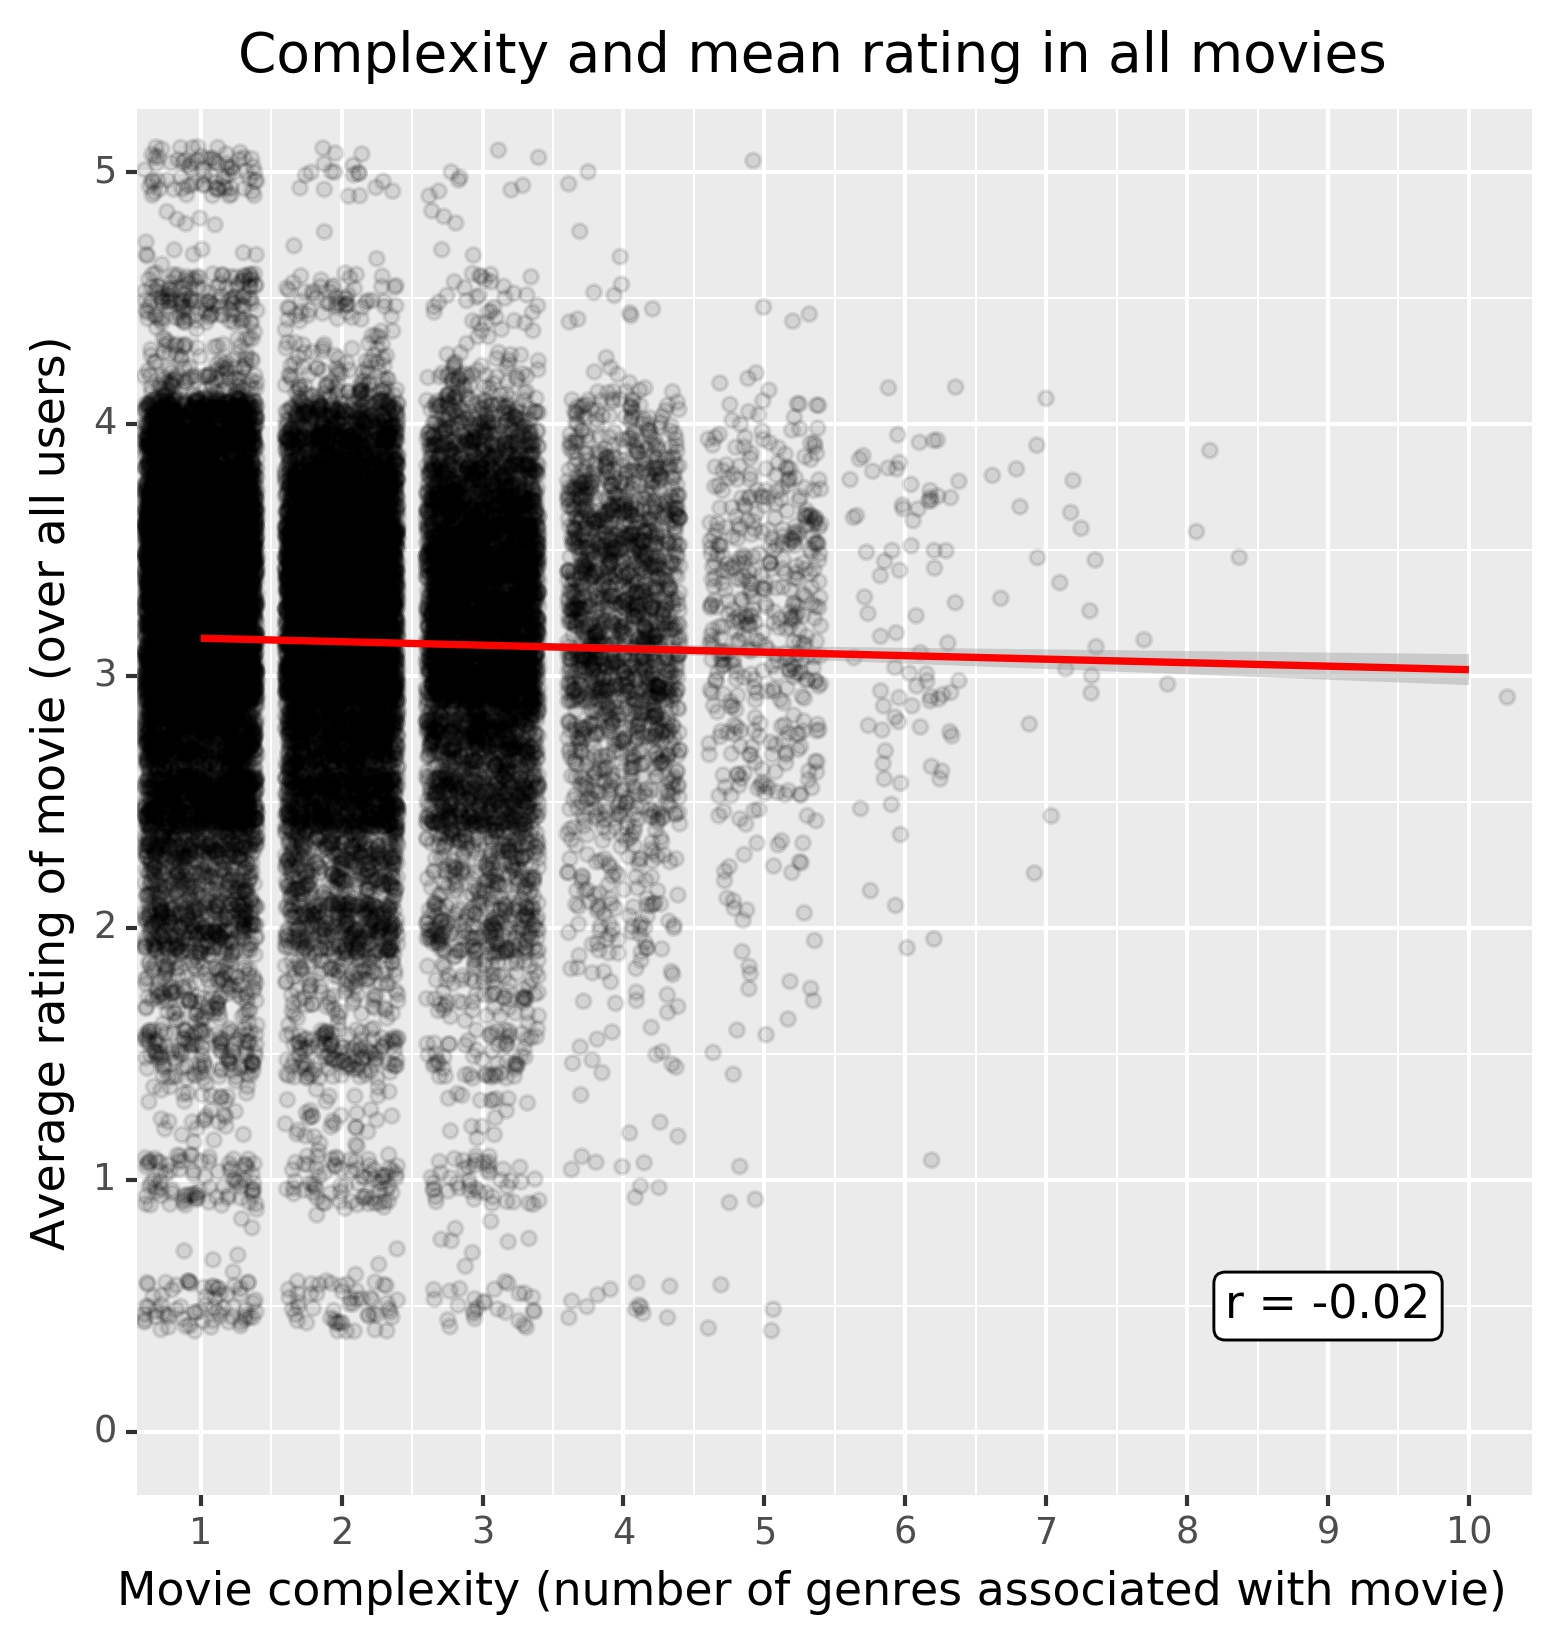 Complexity and mean rating in all movies
Average rating of movie (over all users)
5
4
3
2
1
0
r = -0.02
1 2 3 4 5 6 7 8 9 10
Movie complexity (number of genres associated with movie)